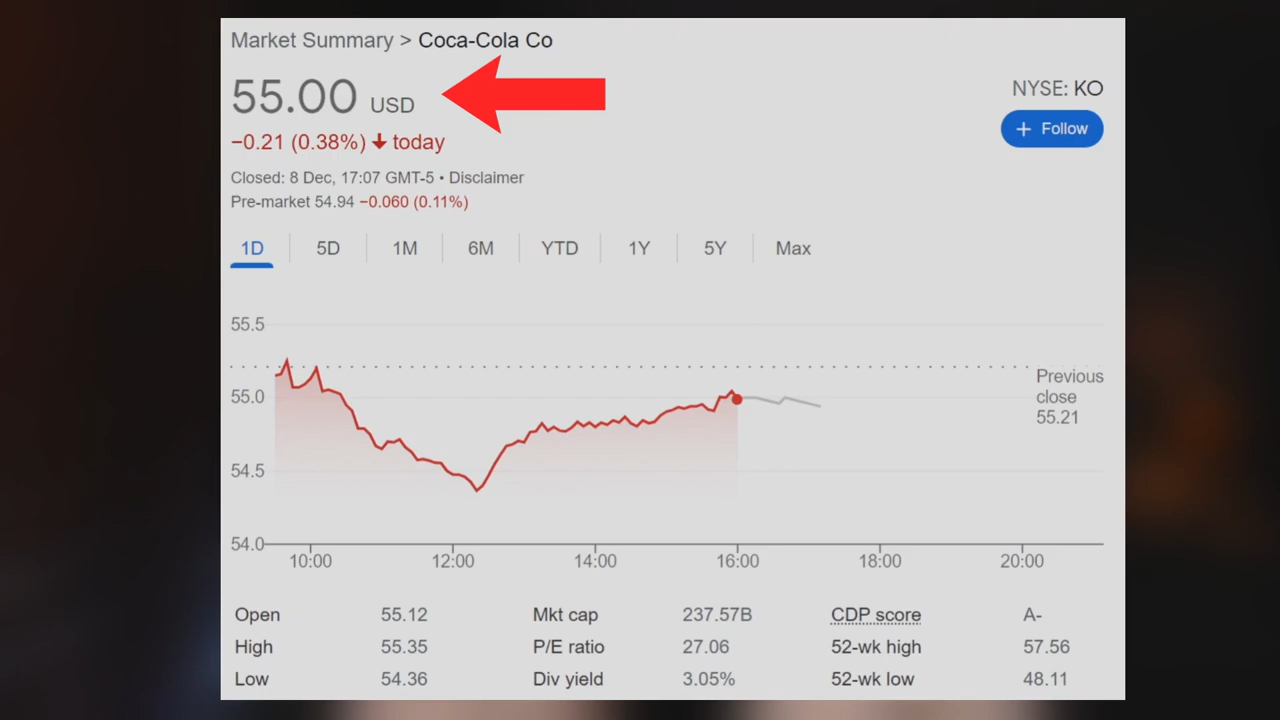 Market Summary > Coca-Cola Co
55.00 USD
−0.21 (0.38%) ↓ today
Closed: 8 Dec, 17:07 GMT-5 • Disclaimer
Pre-market 54.94 −0.060 (0.11%)
NYSE: KO
+ Follow
1D 5D 1M 6M YTD 1Y 5Y Max
55.5
55.0
54.5
54.0
Previous
close
55.21
10:00 12:00 14:00 16:00 18:00 20:00
Open 55.12 Mkt cap 237.57B CDP score A-
High 55.35 P/E ratio 27.06 52-wk high 57.56
Low 54.36 Div yield 3.05% 52-wk low 48.11